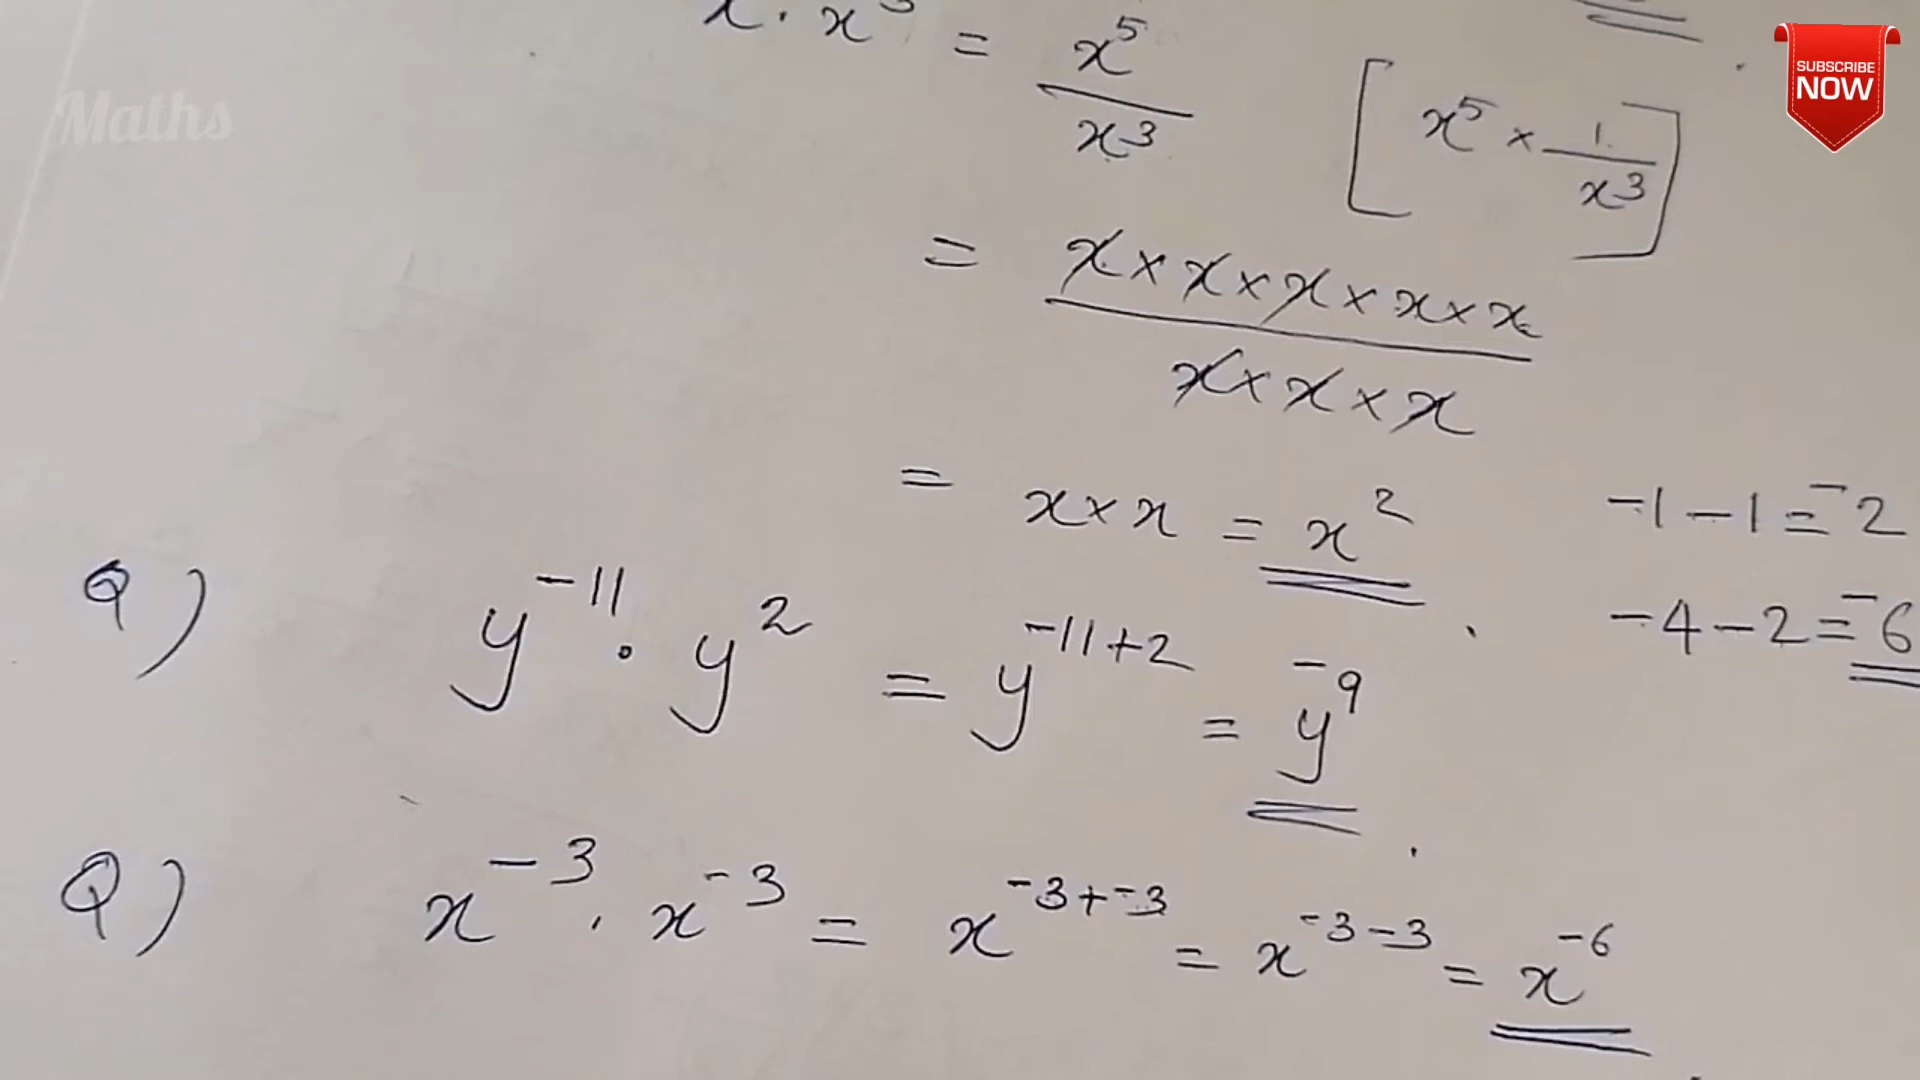 x⁵
= ―
x³
[x⁵ × 1/x³]
SUBSCRIBE
NOW
Maths
= x × x × x × x × x
x × x × x
= x × x = x²
-1 - 1 = ⁻2
-4 - 2 = ⁻6
Q) y⁻¹¹ · y² = y⁻¹¹⁺² = y⁻⁹
Q) x⁻³ · x⁻³ = x⁻³⁺⁻³ = x⁻³⁻³ = x⁻⁶